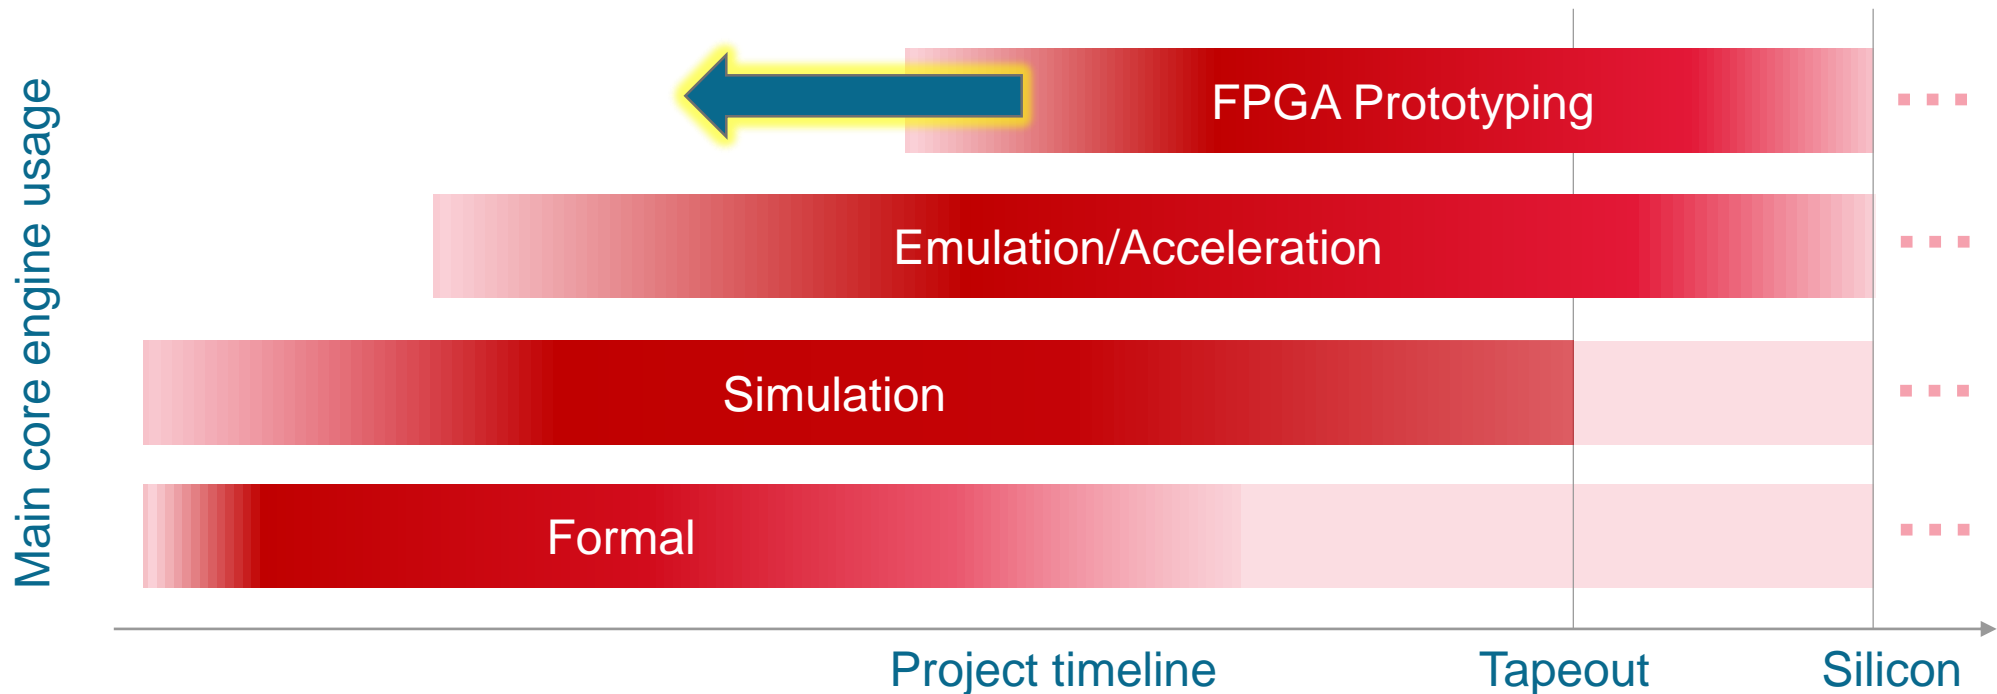 Main core engine usage
FPGA Prototyping
Emulation/Acceleration
Simulation
Formal
Project timeline
Tapeout
Silicon